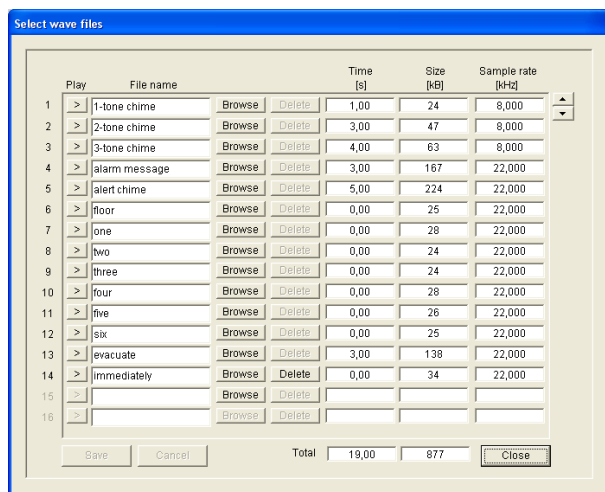 Select wave files
Play File name Time [s] Size [kB] Sample rate [kHz]
1 > 1-tone chime Browse Delete 1,00 24 8,000
2 > 2-tone chime Browse Delete 3,00 47 8,000
3 > 3-tone chime Browse Delete 4,00 63 8,000
4 > alarm message Browse Delete 3,00 167 22,000
5 > alert chime Browse Delete 5,00 224 22,000
6 > floor Browse Delete 0,00 25 22,000
7 > one Browse Delete 0,00 28 22,000
8 > two Browse Delete 0,00 24 22,000
9 > three Browse Delete 0,00 24 22,000
10 > four Browse Delete 0,00 28 22,000
11 > five Browse Delete 0,00 26 22,000
12 > six Browse Delete 0,00 25 22,000
13 > evacuate Browse Delete 3,00 138 22,000
14 > immediately Browse Delete 0,00 34 22,000
15 > Browse Delete
16 > Browse Delete
Save Cancel Total 19,00 877 Close